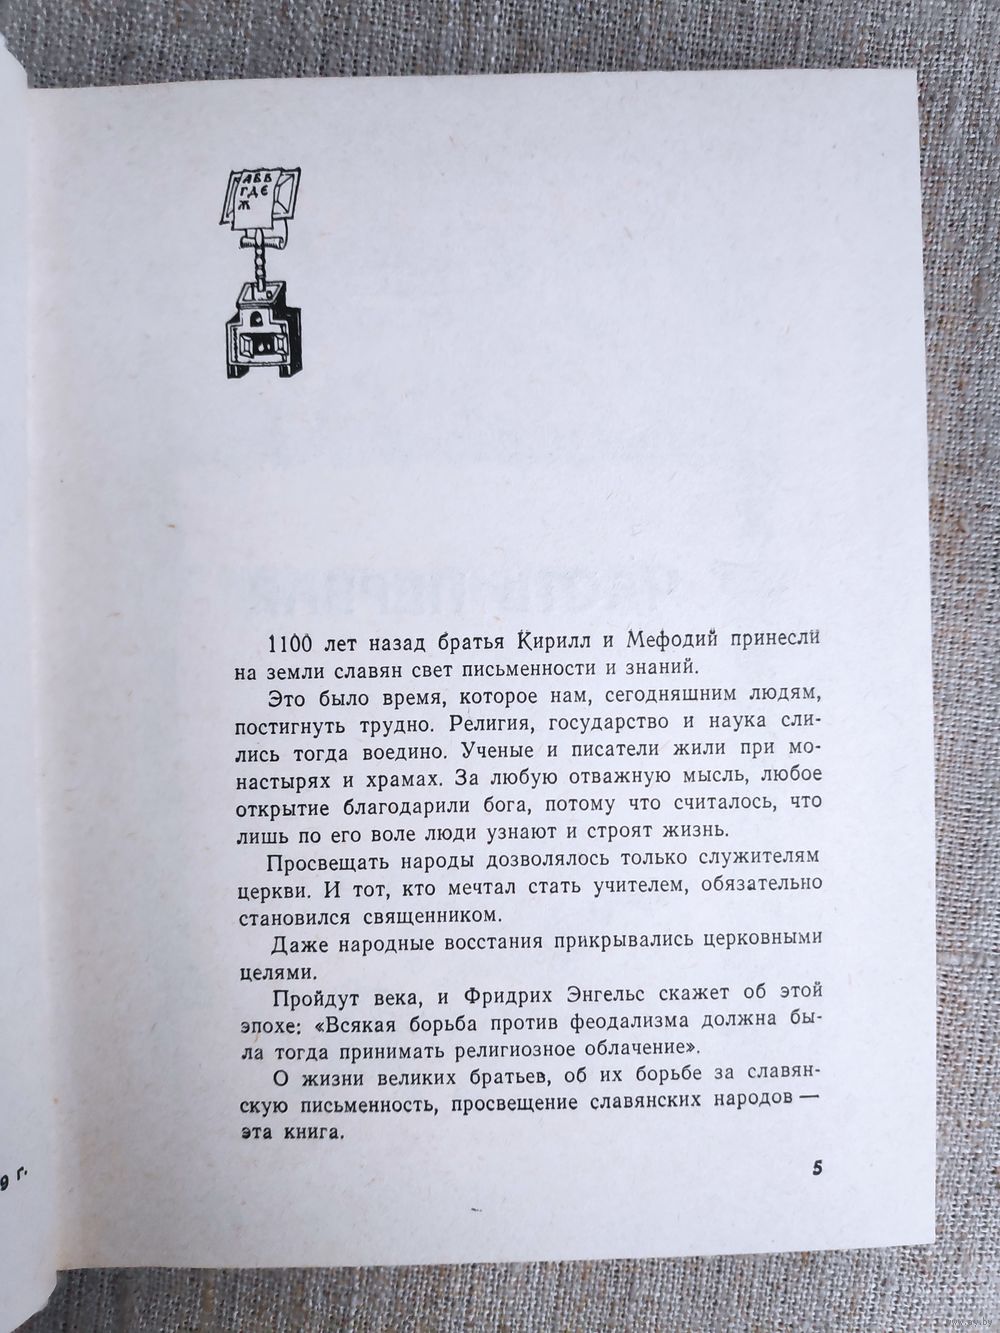 АБВ
ГДЕ
Ж
1100 лет назад братья Кирилл и Мефодий принесли
на земли славян свет письменности и знаний.
Это было время, которое нам, сегодняшним людям,
постигнуть трудно. Религия, государство и наука сли-
лись тогда воедино. Ученые и писатели жили при мо-
настырях и храмах. За любую отважную мысль, любое
открытие благодарили бога, потому что считалось, что
лишь по его воле люди узнают и строят жизнь.
Просвещать народы дозволялось только служителям
церкви. И тот, кто мечтал стать учителем, обязательно
становился священником.
Даже народные восстания прикрывались церковными
целями.
Пройдут века, и Фридрих Энгельс скажет об этой
эпохе: «Всякая борьба против феодализма должна бы-
ла тогда принимать религиозное облачение».
О жизни великих братьев, об их борьбе за славян-
скую письменность, просвещение славянских народов —
эта книга.
9 г.
5